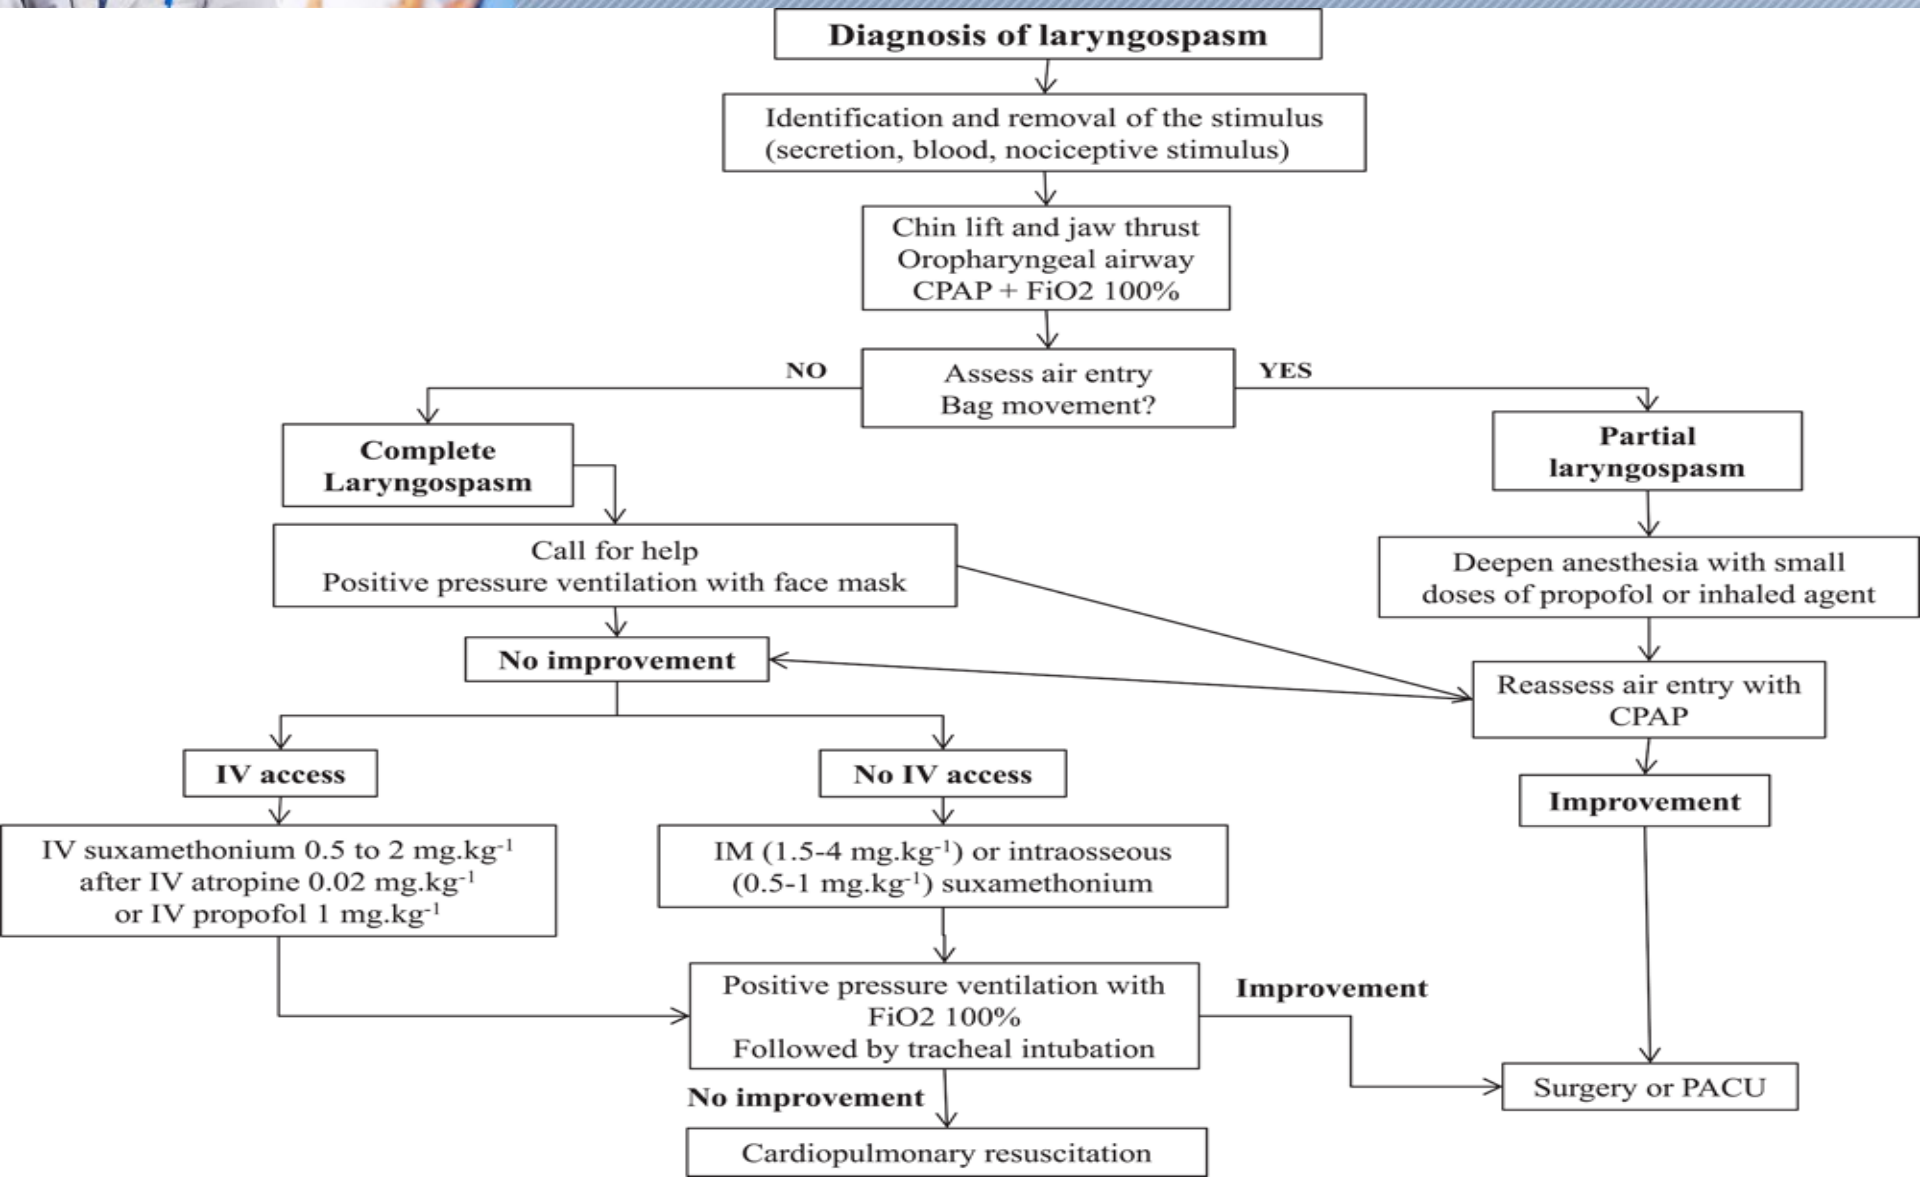 Diagnosis of laryngospasm
Identification and removal of the stimulus
(secretion, blood, nociceptive stimulus)
Chin lift and jaw thrust
Oropharyngeal airway
CPAP + FiO2 100%
NO
Assess air entry
Bag movement?
YES
Complete
Laryngospasm
Partial
laryngospasm
Call for help
Positive pressure ventilation with face mask
Deepen anesthesia with small
doses of propofol or inhaled agent
No improvement
Reassess air entry with
CPAP
IV access
No IV access
Improvement
IV suxamethonium 0.5 to 2 mg.kg⁻¹
after IV atropine 0.02 mg.kg⁻¹
or IV propofol 1 mg.kg⁻¹
IM (1.5-4 mg.kg⁻¹) or intraosseous
(0.5-1 mg.kg⁻¹) suxamethonium
Positive pressure ventilation with
FiO2 100%
Followed by tracheal intubation
Improvement
No improvement
Surgery or PACU
Cardiopulmonary resuscitation